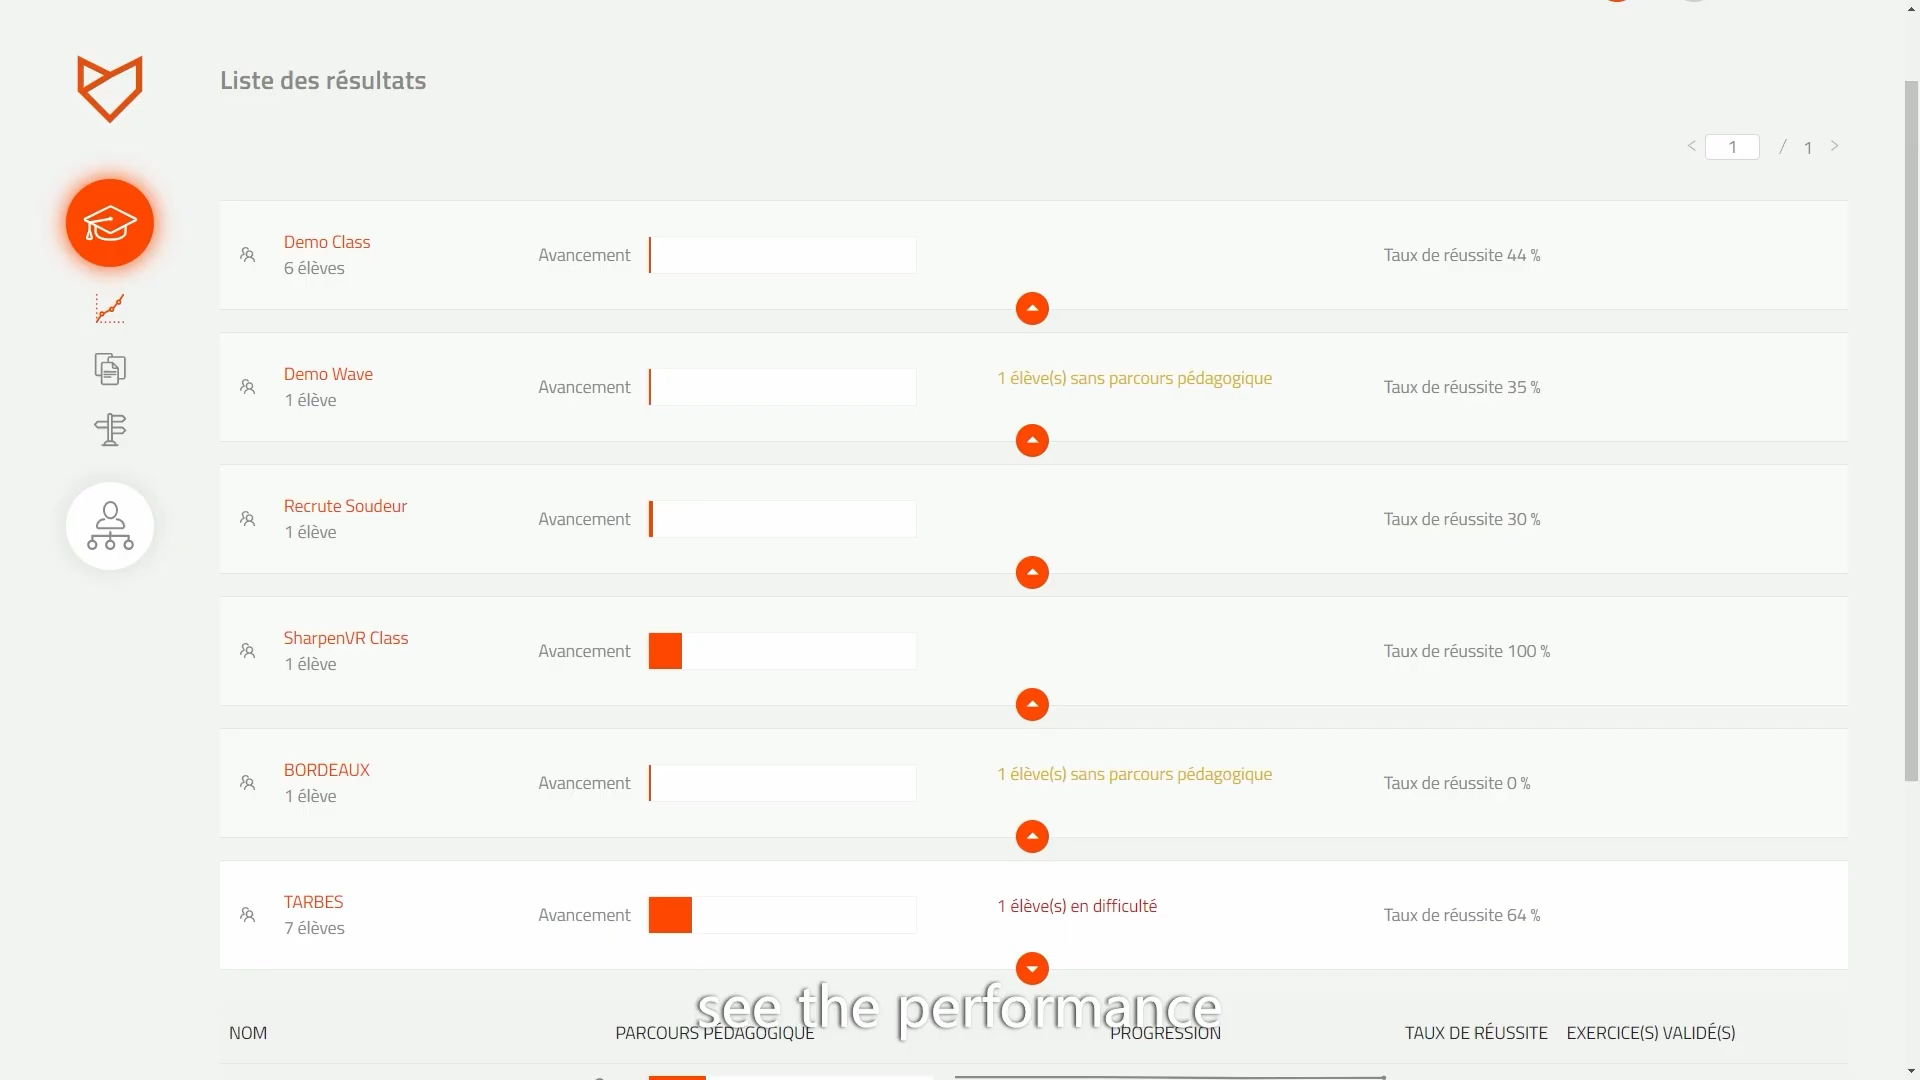 Liste des résultats
< 1 / 1 >
Demo Class
6 élèves
Avancement
Taux de réussite 44 %
Demo Wave
1 élève
Avancement
1 élève(s) sans parcours pédagogique
Taux de réussite 35 %
Recrute Soudeur
1 élève
Avancement
Taux de réussite 30 %
SharpenVR Class
1 élève
Avancement
Taux de réussite 100 %
BORDEAUX
1 élève
Avancement
1 élève(s) sans parcours pédagogique
Taux de réussite 0 %
TARBES
7 élèves
Avancement
1 élève(s) en difficulté
Taux de réussite 64 %
see the performance
NOM PARCOURS PÉDAGOGIQUE PROGRESSION TAUX DE RÉUSSITE EXERCICE(S) VALIDÉ(S)